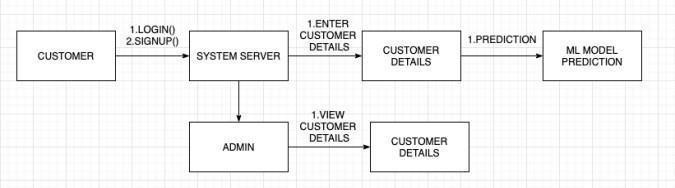 1.LOGIN()
2.SIGNUP()
1.ENTER
CUSTOMER
DETAILS
1.PREDICTION
CUSTOMER
SYSTEM SERVER
CUSTOMER
DETAILS
ML MODEL
PREDICTION
1.VIEW
CUSTOMER
DETAILS
ADMIN
CUSTOMER
DETAILS